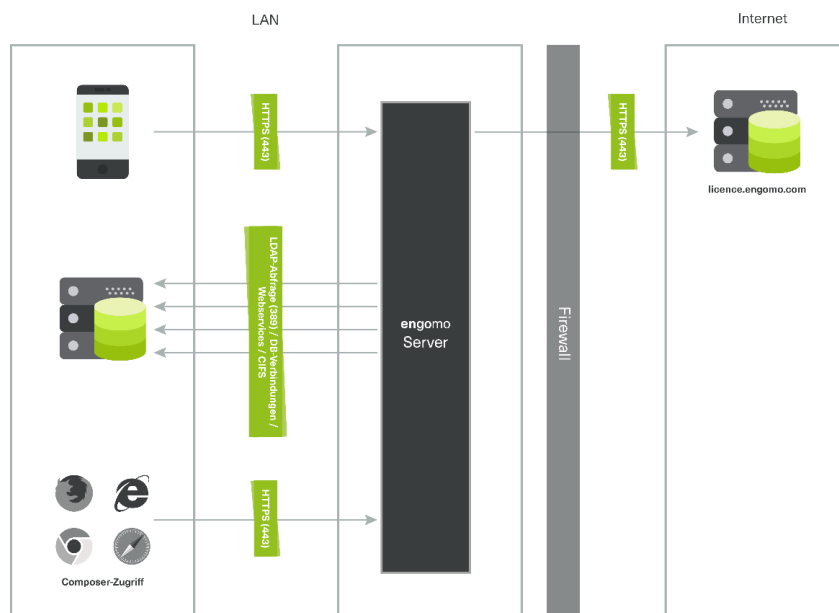 LAN
Internet
HTTPS (443)
HTTPS (443)
licence.engomo.com
LDAP-Abfrage (389) / DB-Verbindungen /
Webservices / CIFS
engomo
Server
Firewall
HTTPS (443)
Composer-Zugriff